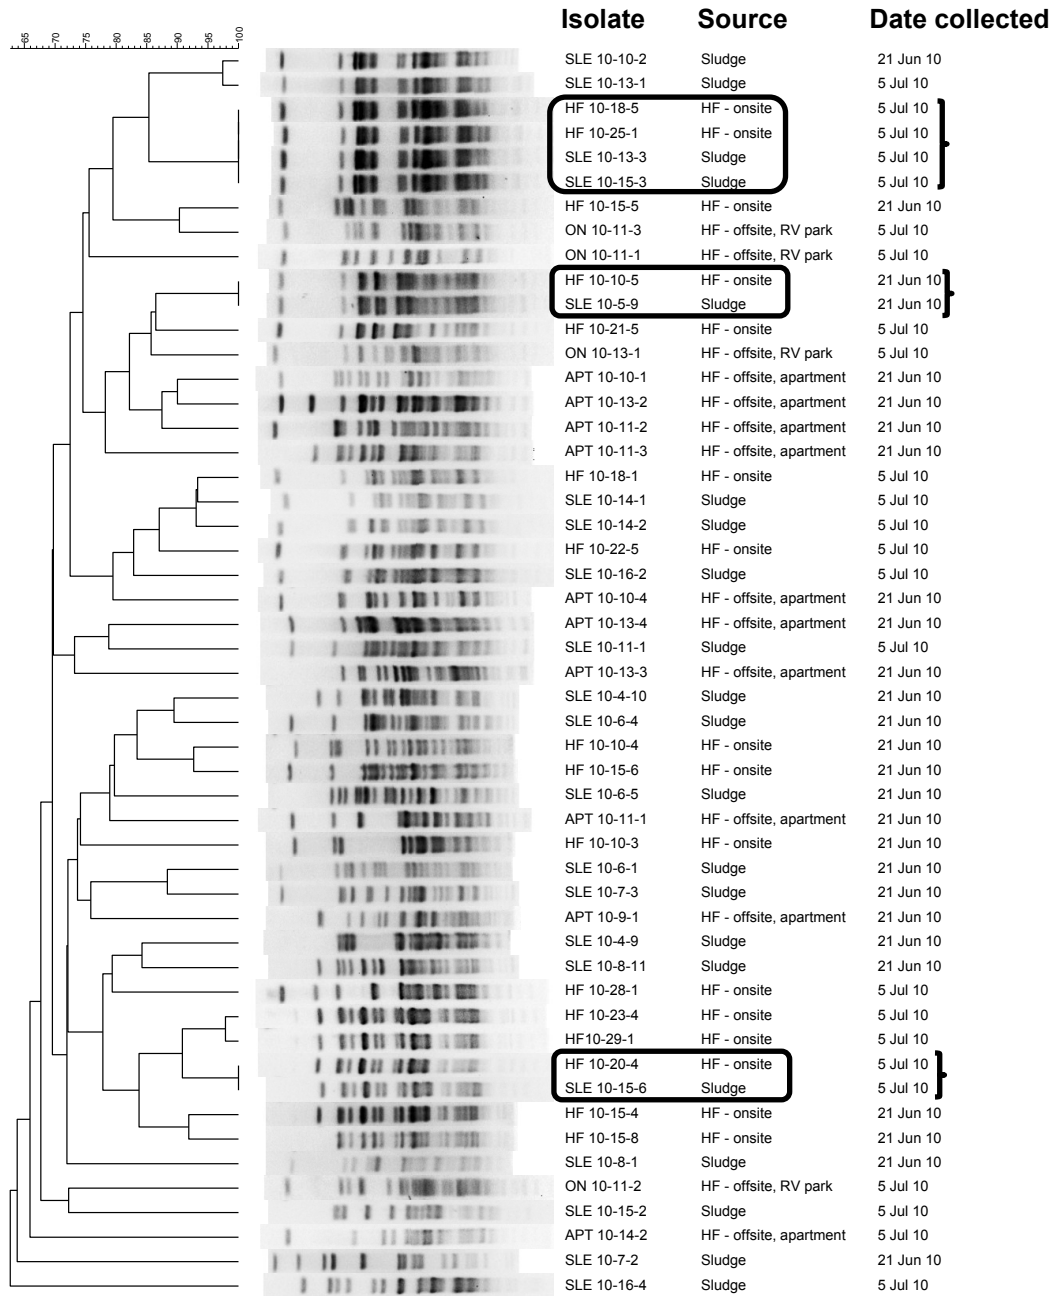 Isolate Source Date collected
65 70 75 80 85 90 95 100
SLE 10-10-2 Sludge 21 Jun 10
SLE 10-13-1 Sludge 5 Jul 10
HF 10-18-5 HF - onsite 5 Jul 10
HF 10-25-1 HF - onsite 5 Jul 10
SLE 10-13-3 Sludge 5 Jul 10
SLE 10-15-3 Sludge 5 Jul 10
HF 10-15-5 HF - onsite 21 Jun 10
ON 10-11-3 HF - offsite, RV park 5 Jul 10
ON 10-11-1 HF - offsite, RV park 5 Jul 10
HF 10-10-5 HF - onsite 21 Jun 10
SLE 10-5-9 Sludge 21 Jun 10
HF 10-21-5 HF - onsite 5 Jul 10
ON 10-13-1 HF - offsite, RV park 5 Jul 10
APT 10-10-1 HF - offsite, apartment 21 Jun 10
APT 10-13-2 HF - offsite, apartment 21 Jun 10
APT 10-11-2 HF - offsite, apartment 21 Jun 10
APT 10-11-3 HF - offsite, apartment 21 Jun 10
HF 10-18-1 HF - onsite 5 Jul 10
SLE 10-14-1 Sludge 5 Jul 10
SLE 10-14-2 Sludge 5 Jul 10
HF 10-22-5 HF - onsite 5 Jul 10
SLE 10-16-2 Sludge 5 Jul 10
APT 10-10-4 HF - offsite, apartment 21 Jun 10
APT 10-13-4 HF - offsite, apartment 21 Jun 10
SLE 10-11-1 Sludge 5 Jul 10
APT 10-13-3 HF - offsite, apartment 21 Jun 10
SLE 10-4-10 Sludge 21 Jun 10
SLE 10-6-4 Sludge 21 Jun 10
HF 10-10-4 HF - onsite 21 Jun 10
HF 10-15-6 HF - onsite 21 Jun 10
SLE 10-6-5 Sludge 21 Jun 10
APT 10-11-1 HF - offsite, apartment 21 Jun 10
HF 10-10-3 HF - onsite 21 Jun 10
SLE 10-6-1 Sludge 21 Jun 10
SLE 10-7-3 Sludge 21 Jun 10
APT 10-9-1 HF - offsite, apartment 21 Jun 10
SLE 10-4-9 Sludge 21 Jun 10
SLE 10-8-11 Sludge 21 Jun 10
HF 10-28-1 HF - onsite 5 Jul 10
HF 10-23-4 HF - onsite 5 Jul 10
HF10-29-1 HF - onsite 5 Jul 10
HF 10-20-4 HF - onsite 5 Jul 10
SLE 10-15-6 Sludge 5 Jul 10
HF 10-15-4 HF - onsite 21 Jun 10
HF 10-15-8 HF - onsite 21 Jun 10
SLE 10-8-1 Sludge 21 Jun 10
ON 10-11-2 HF - offsite, RV park 5 Jul 10
SLE 10-15-2 Sludge 5 Jul 10
APT 10-14-2 HF - offsite, apartment 5 Jul 10
SLE 10-7-2 Sludge 21 Jun 10
SLE 10-16-4 Sludge 5 Jul 10